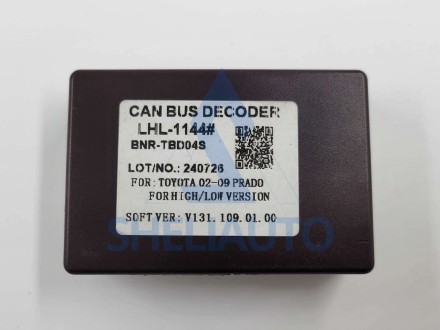 CAN BUS DECODER
LHL-1144#
BNR-TBD04S
LOT/NO.: 240726
FOR: TOYOTA 02-09 PRADO
FOR HIGH/LOW VERSION
SOFT VER: V131. 109. 01. 00
SHELIAUTO